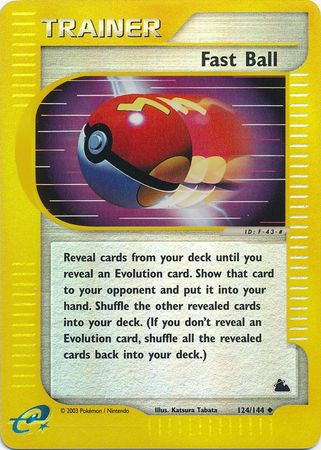 TRAINER
Fast Ball
ID: F-43-#
Reveal cards from your deck until you
reveal an Evolution card. Show that card
to your opponent and put it into your
hand. Shuffle the other revealed cards
into your deck. (If you don't reveal an
Evolution card, shuffle all the revealed
cards back into your deck.)
e
© 2003 Pokémon / Nintendo
Illus. Katsura Tabata
124/144 ◆